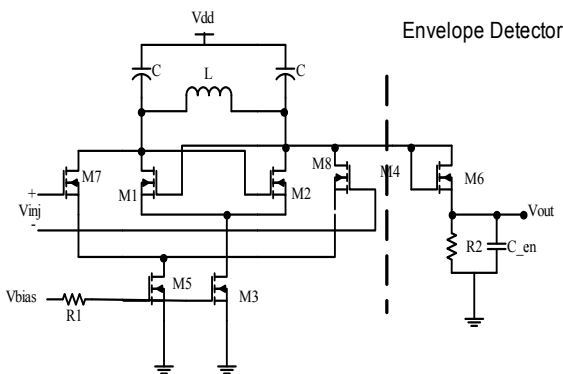 Vdd
Envelope Detector
C
L
C
M7
M1
M2
M8
M4
M6
+
Vinj
-
Vout
R2
C_en
Vbias
R1
M5
M3